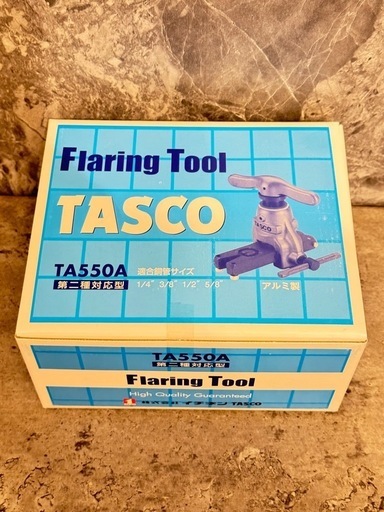 Flaring Tool
TASCO
TA550A
第二種対応型
適合銅管サイズ
1/4" 3/8" 1/2" 5/8"
アルミ製
TA550A
第二種対応型
Flaring Tool
High Quality Guaranteed
株式会社 イチネン TASCO